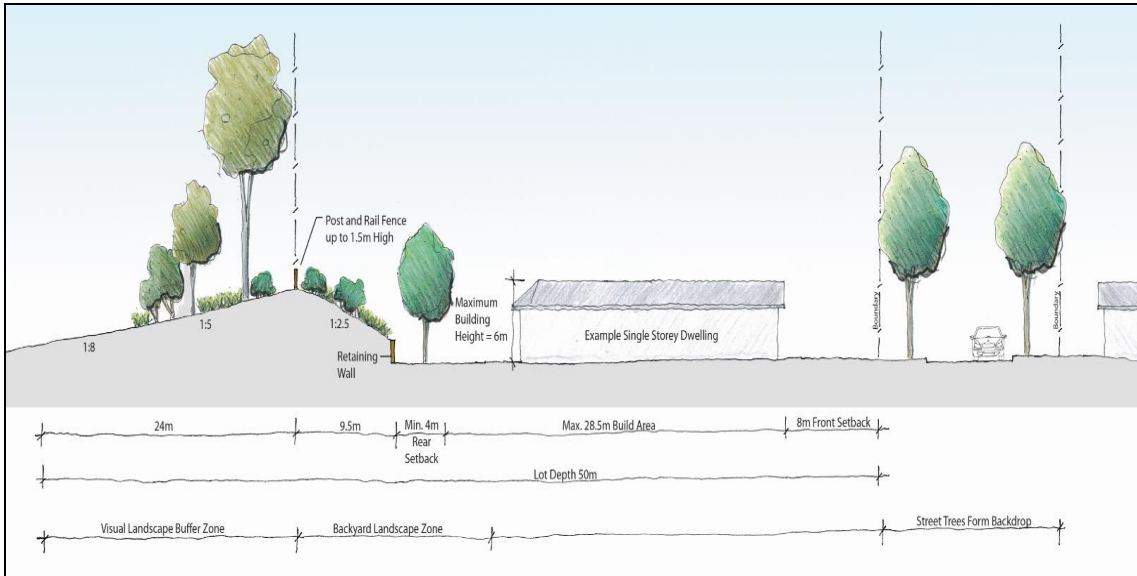 Post and Rail Fence
up to 1.5m High
1:8
1:5
1:2.5
Retaining
Wall
Maximum
Building
Height = 6m
Example Single Storey Dwelling
Boundary
Boundary
24m
9.5m
Min. 4m
Rear
Setback
Max. 28.5m Build Area
8m Front Setback
Lot Depth 50m
Visual Landscape Buffer Zone
Backyard Landscape Zone
Street Trees Form Backdrop